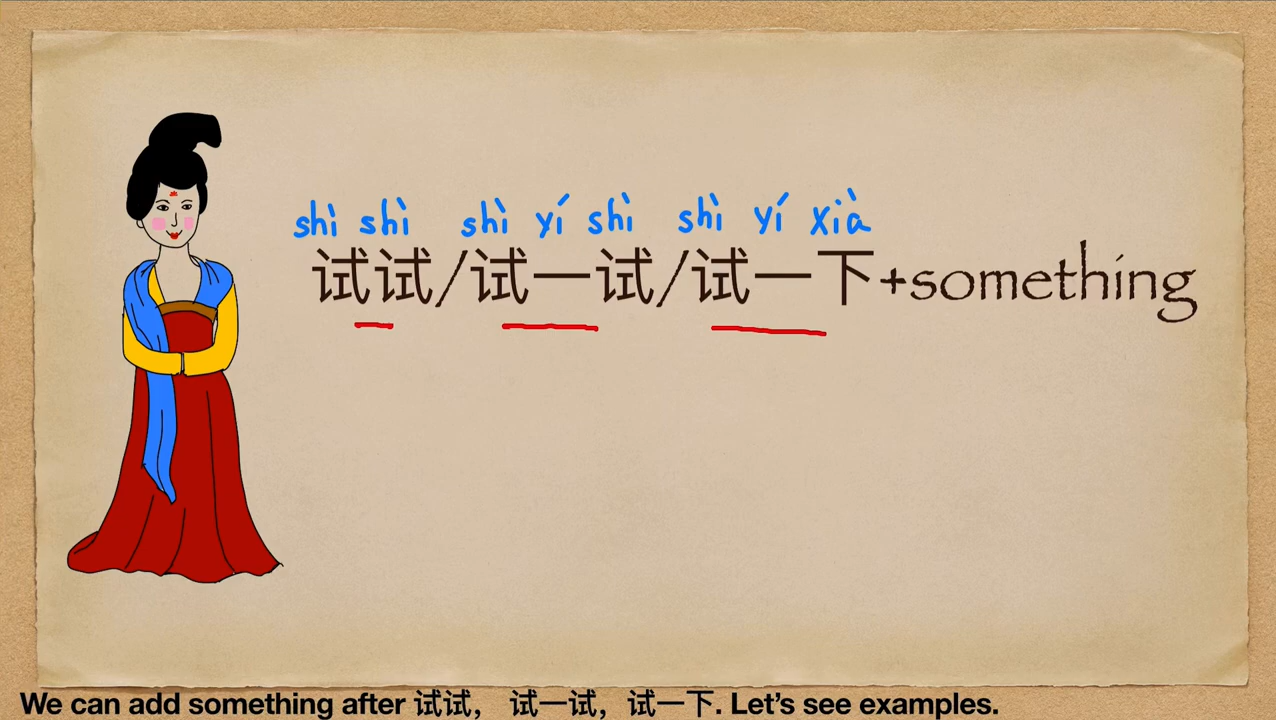 shì shì shì yí shì shì yí xià
试试/试一试/试一下+something
We can add something after 试试， 试一试，试一下. Let’s see examples.